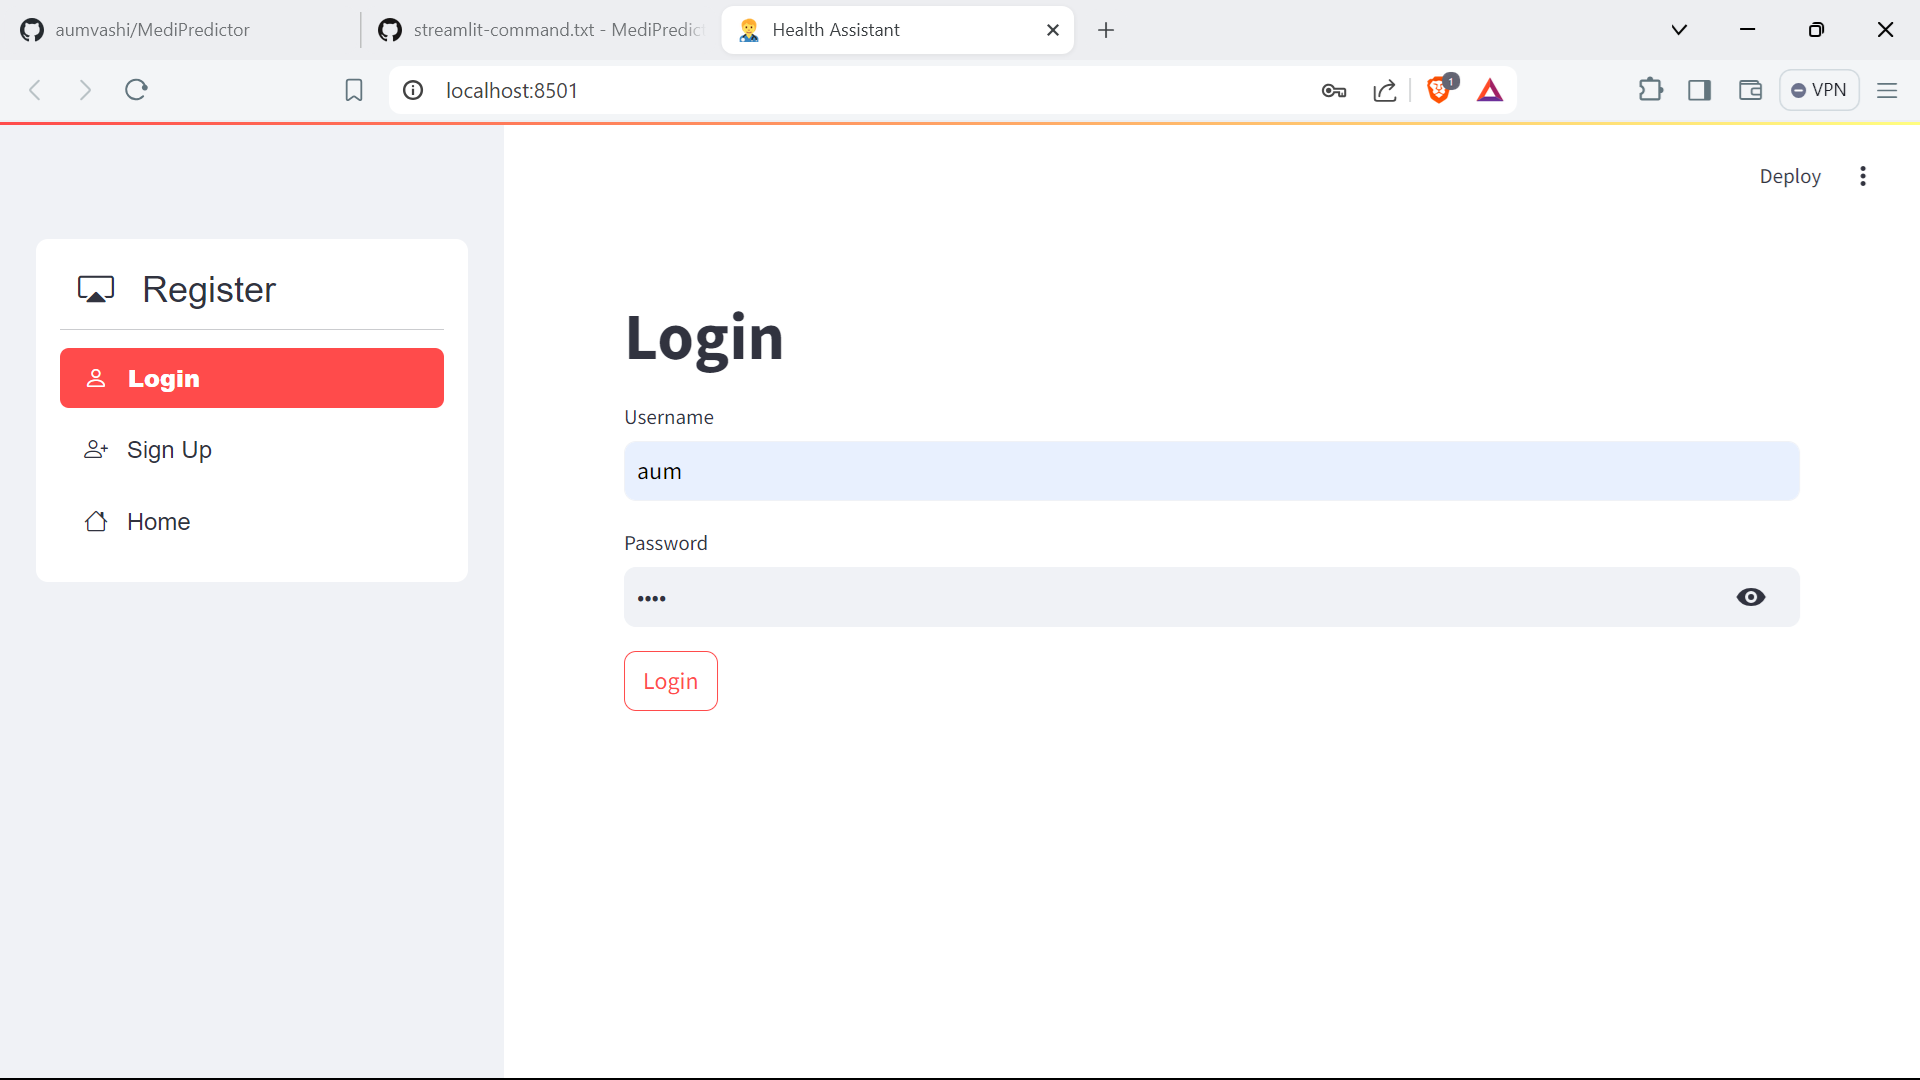 aumvashi/MediPredictor
streamlit-command.txt - MediPredic
Health Assistant
localhost:8501
1
VPN
Deploy
Register
Login
Sign Up
Home
Login
Username
aum
Password
••••
Login